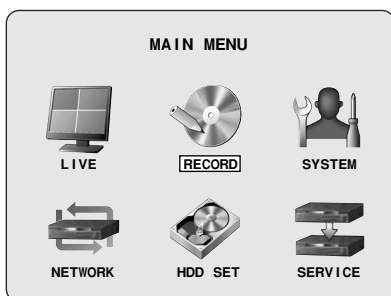 MAIN MENU
LIVE
RECORD
SYSTEM
NETWORK
HDD SET
SERVICE